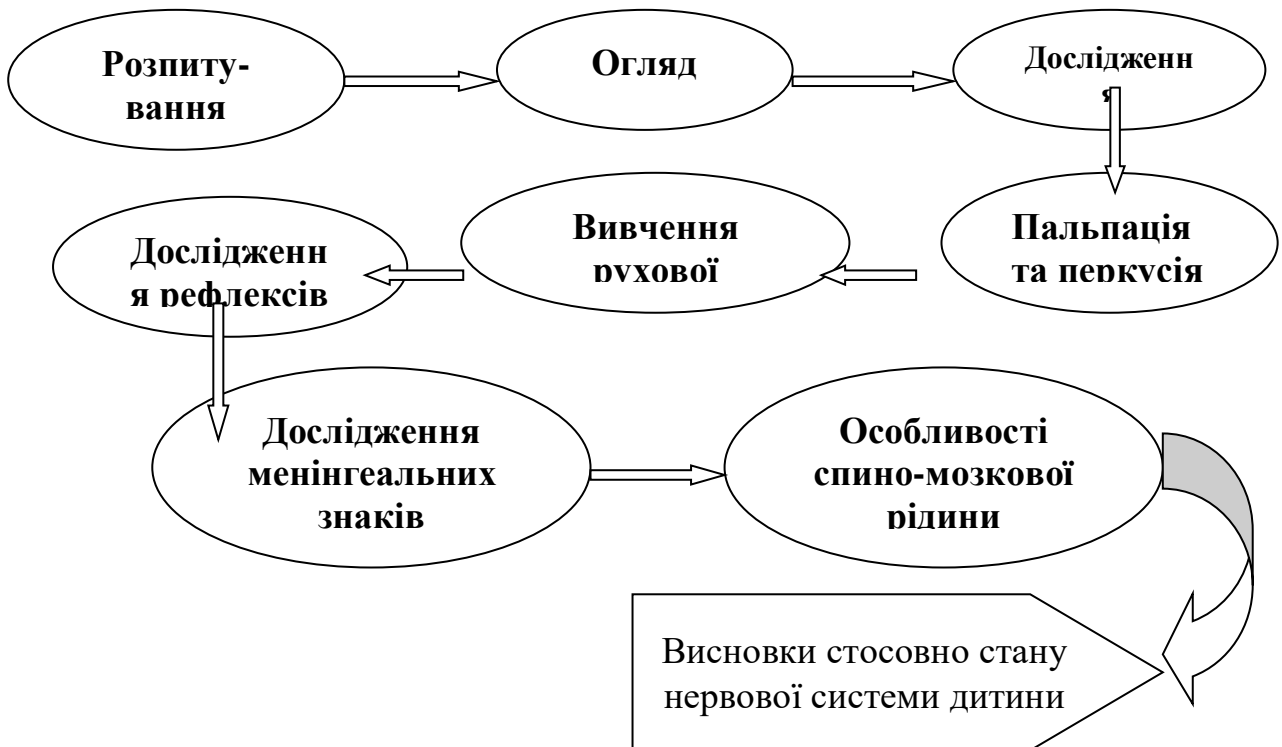 Розпиту-
вання
Огляд
Дослідженн
я
Пальпація
та перкусія
Вивчення
рухової
Дослідженн
я рефлексів
Дослідження
менінгеальних
знаків
Особливості
спино-мозкової
рідини
Висновки стосовно стану
нервової системи дитини